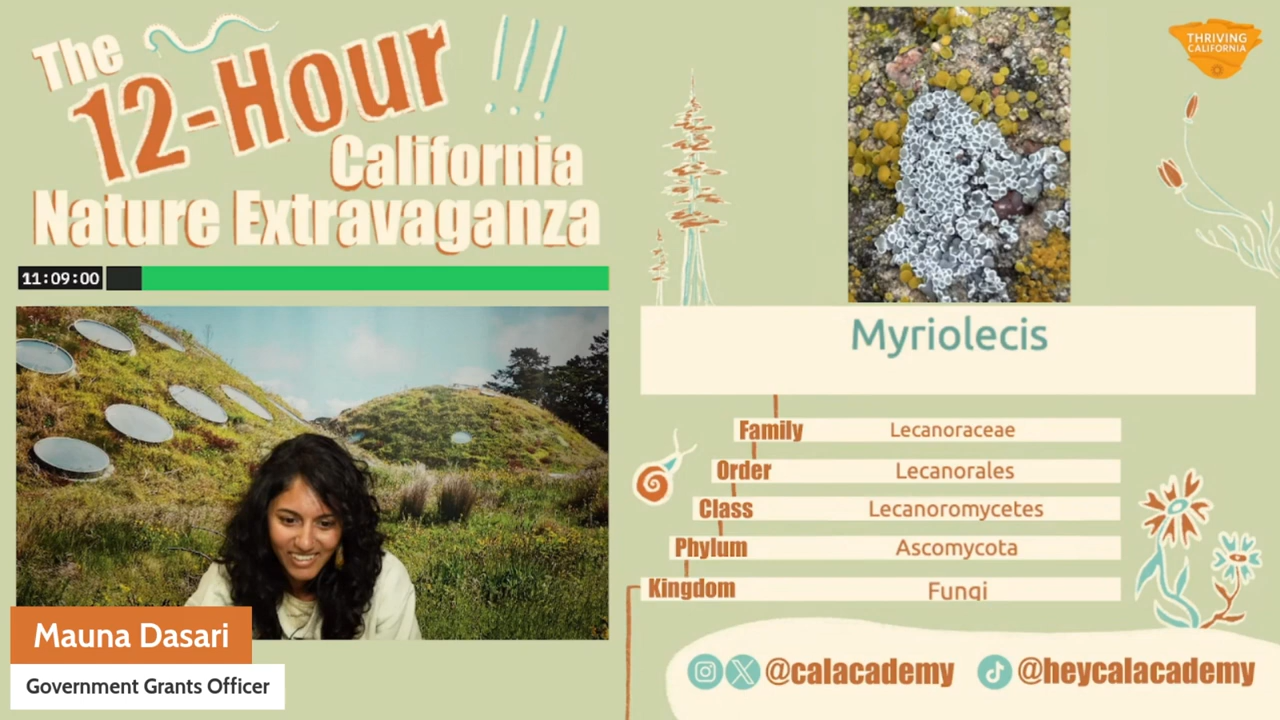 The
12-Hour
!!!
California
Nature Extravaganza
11:09:00
Mauna Dasari
Government Grants Officer
THRIVING
CALIFORNIA
Myriolecis
Family Lecanoraceae
Order Lecanorales
Class Lecanoromycetes
Phylum Ascomycota
Kingdom Fungi
@calacademy @heycalacademy